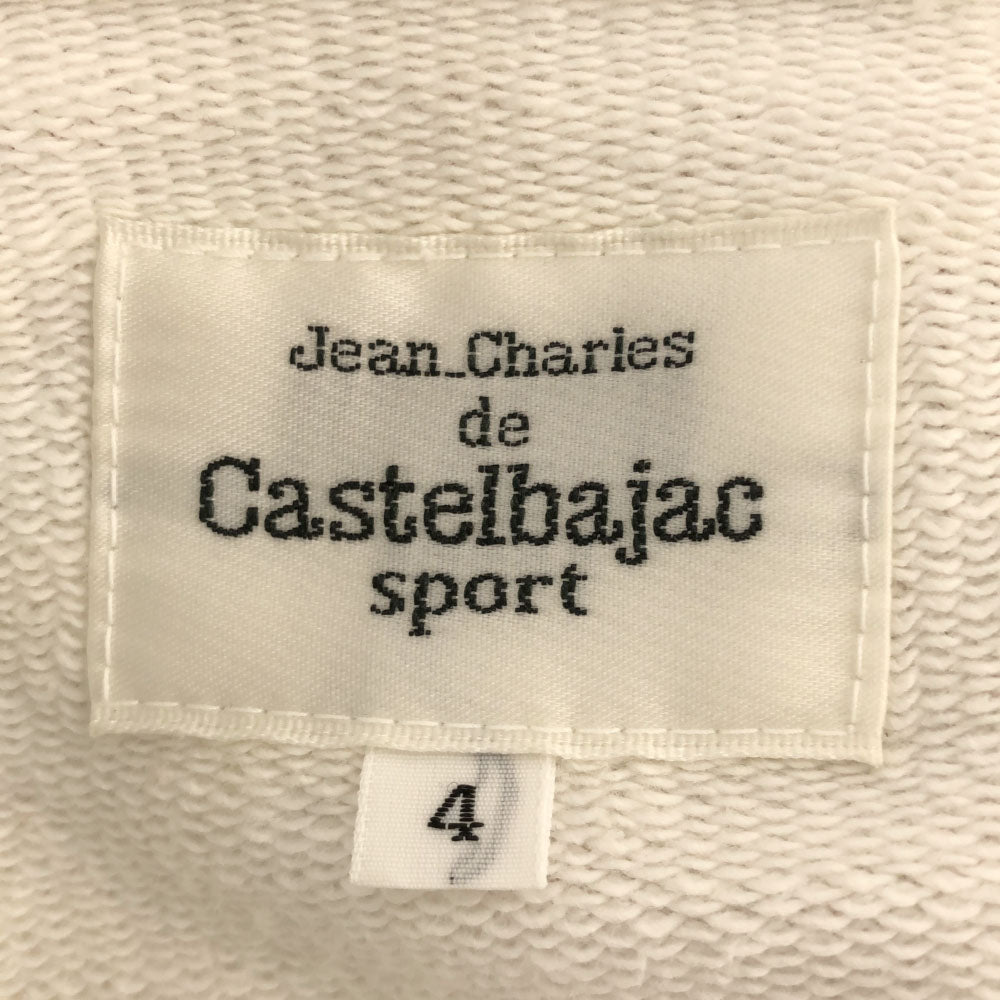 Jean_Charles
de
Castelbajac
sport
4